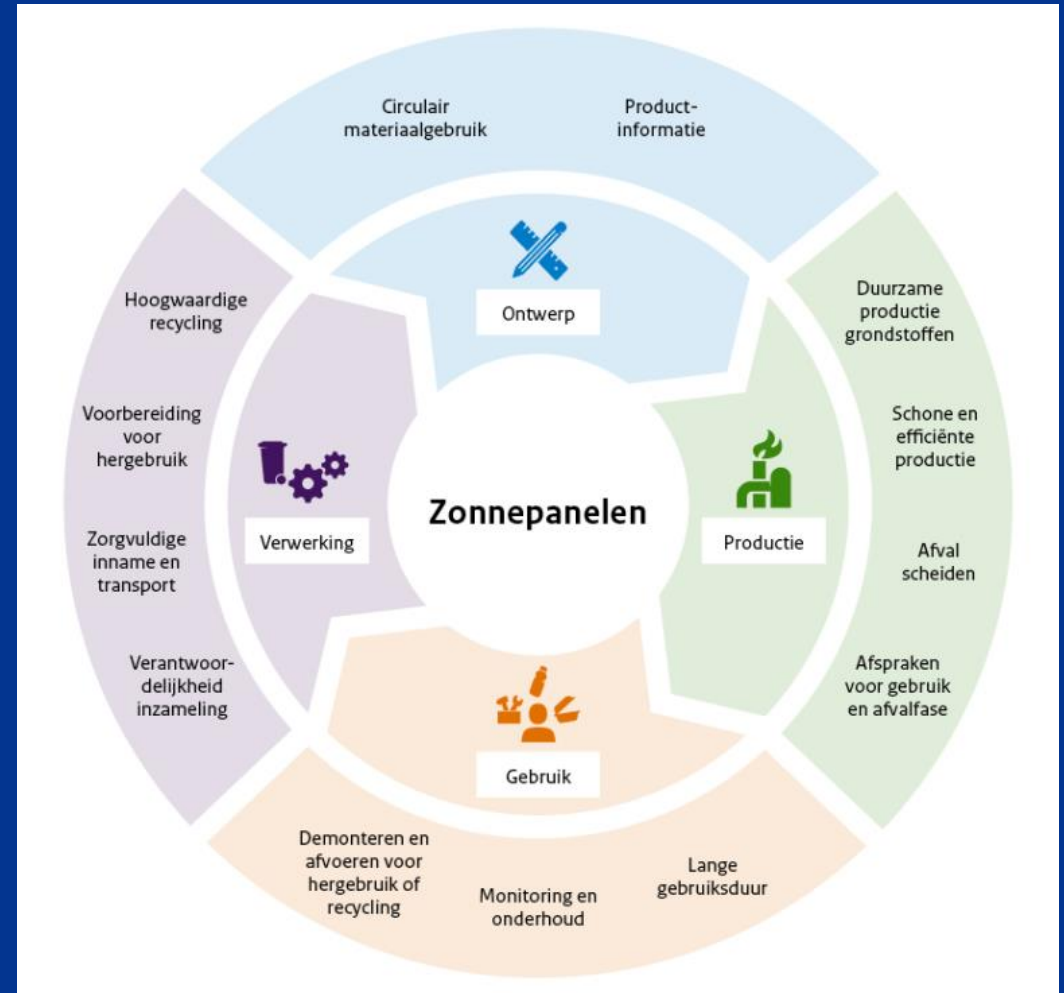 Circulair
materiaalgebruik
Product-
informatie
Ontwerp
Duurzame
productie
grondstoffen
Schone en
efficiënte
productie
Afval
scheiden
Afspraken
voor gebruik
en afvalfase
Productie
Zonnepanelen
Lange
gebruiksduur
Monitoring en
onderhoud
Demonteren en
afvoeren voor
hergebruik of
recycling
Gebruik
Verantwoor-
delijkheid
inzameling
Zorgvuldige
inname en
transport
Voorbereiding
voor
hergebruik
Hoogwaardige
recycling
Verwerking